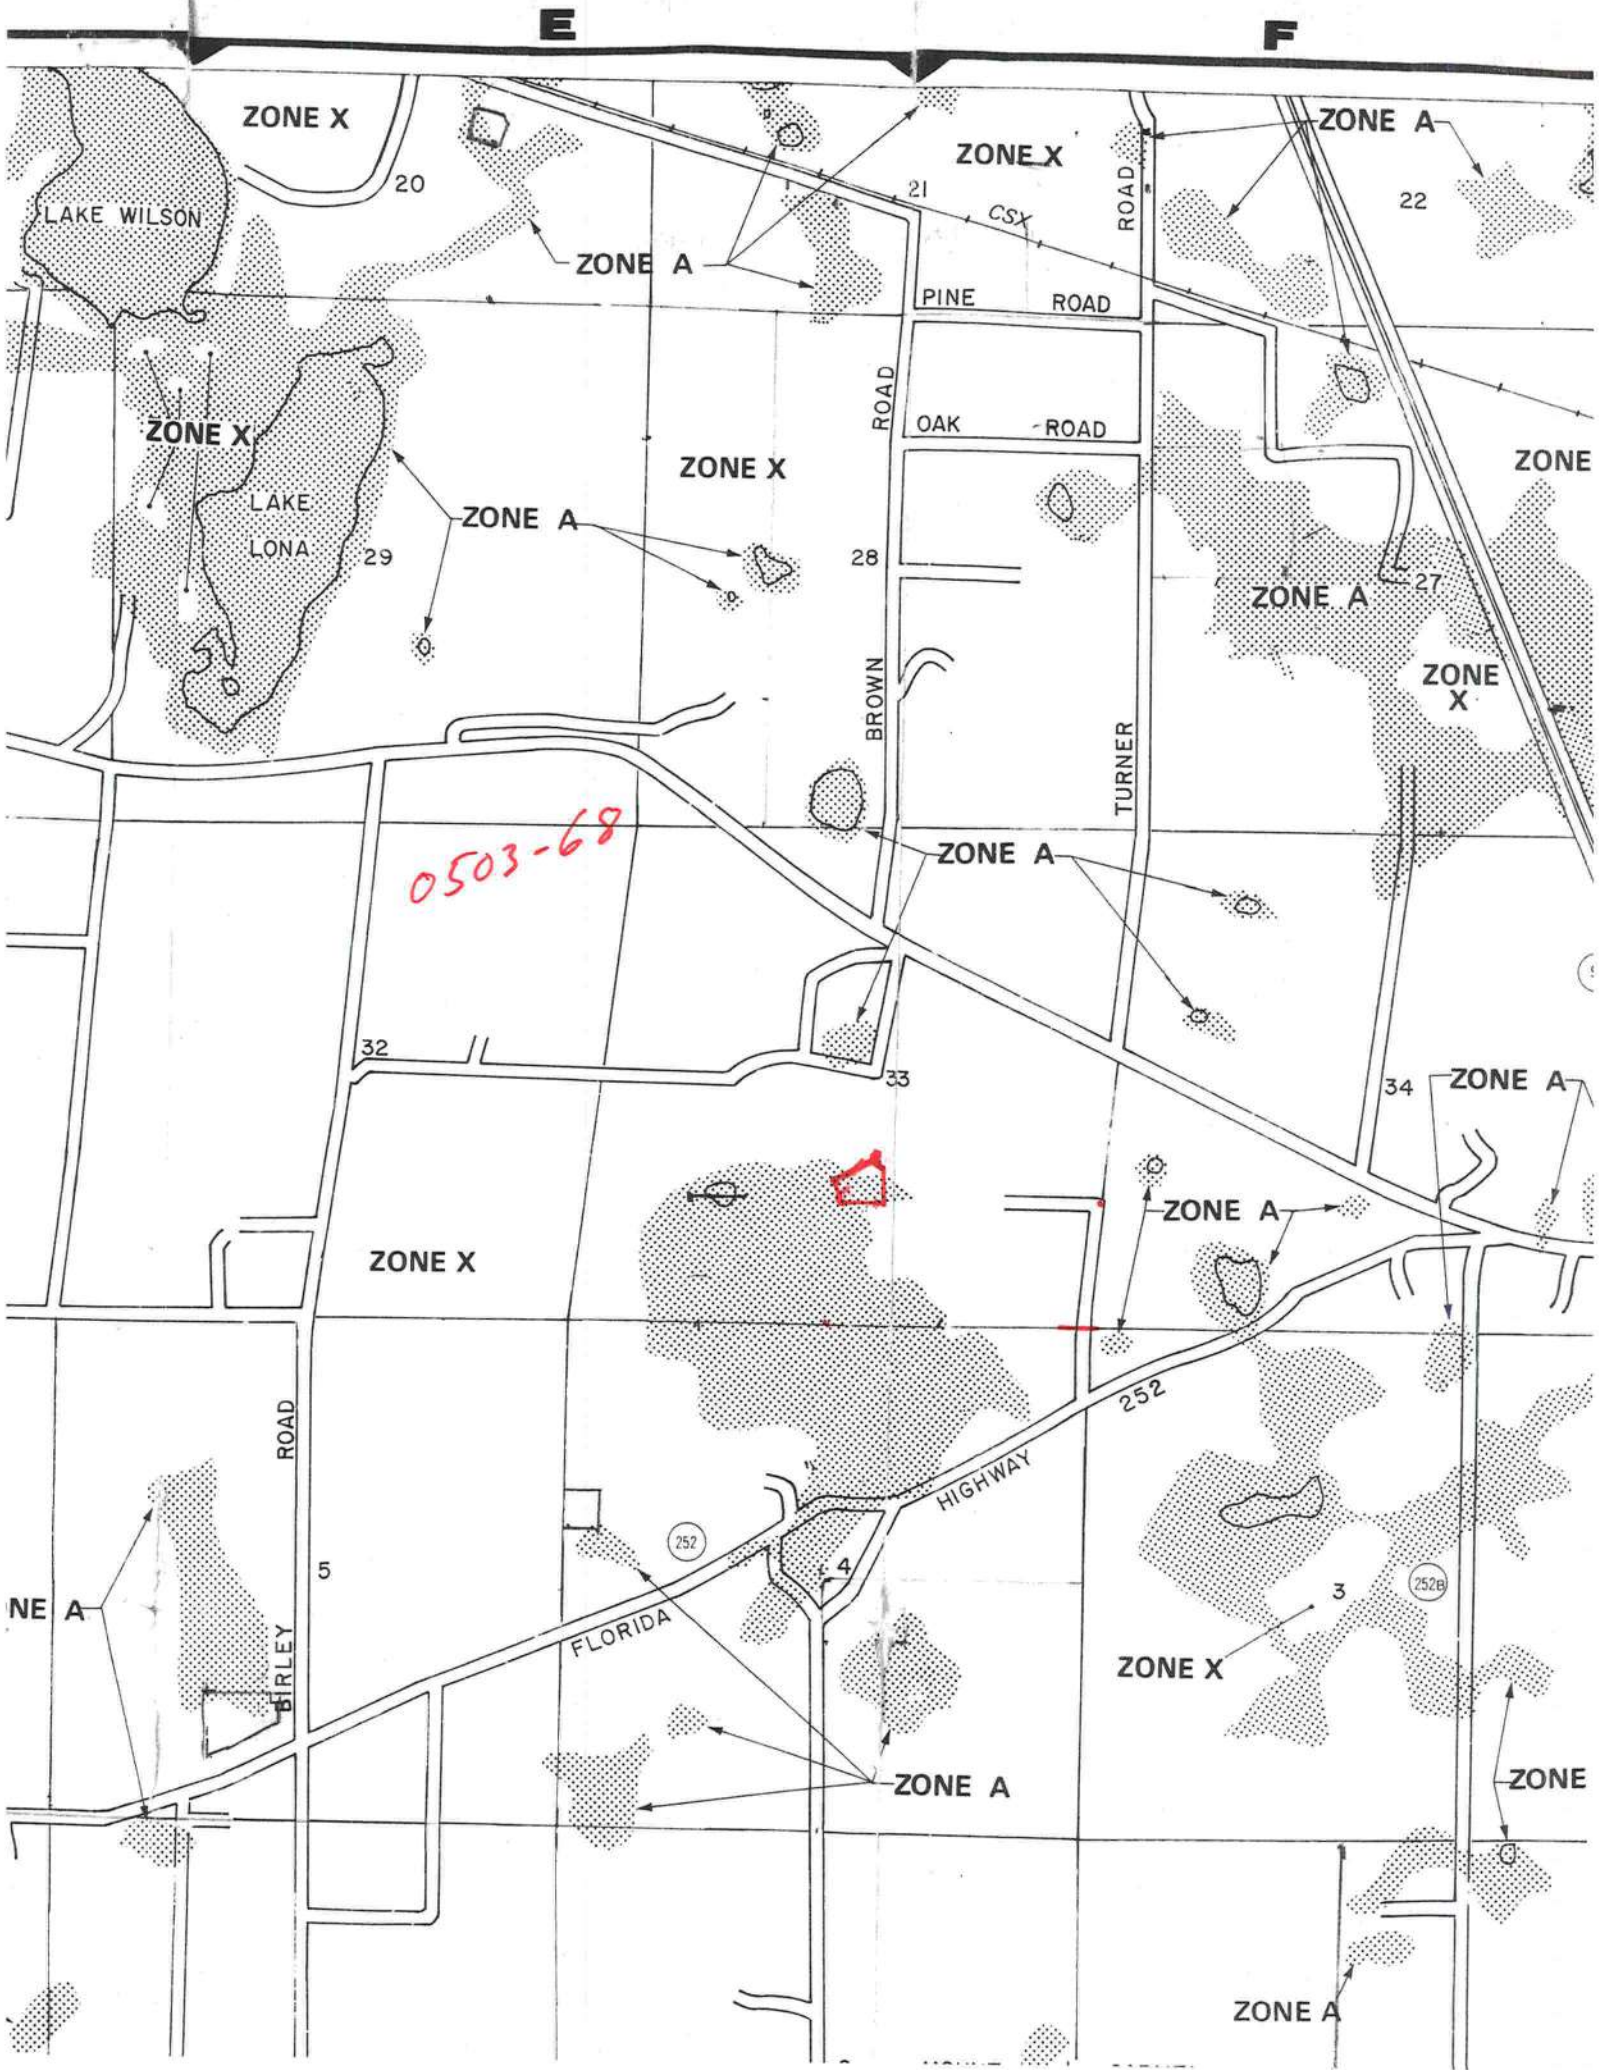 E
F
ZONE X
ZONE A
20
ZONE X
LAKE WILSON
21
22
ROAD
CSX
ZONE A
PINE ROAD
ROAD
OAK ROAD
ZONE X
ZONE X
ZONE
LAKE
LONA
ZONE A
29
28
ZONE A
27
BROWN
ZONE
X
TURNER
0503-68
ZONE A
32
33
34
ZONE A
ZONE A
ZONE X
252
ROAD
HIGHWAY
252
5
4
3
252B
NE A
FLORIDA
BIRLEY
ZONE X
ZONE A
ZONE
ZONE A